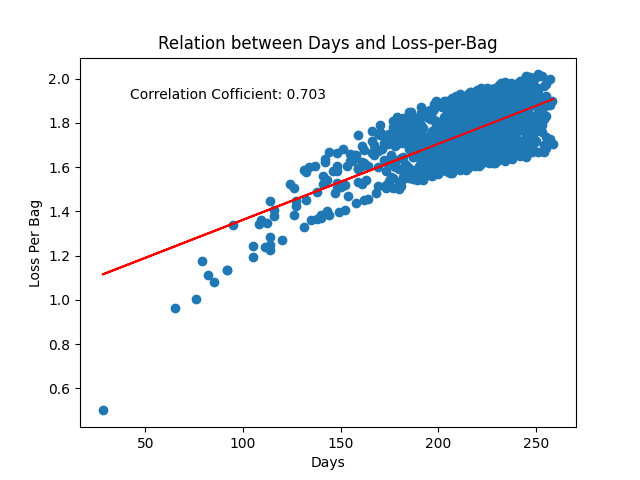 Relation between Days and Loss-per-Bag
Correlation Cofficient: 0.703
Loss Per Bag
2.0
1.8
1.6
1.4
1.2
1.0
0.8
0.6
50 100 150 200 250
Days